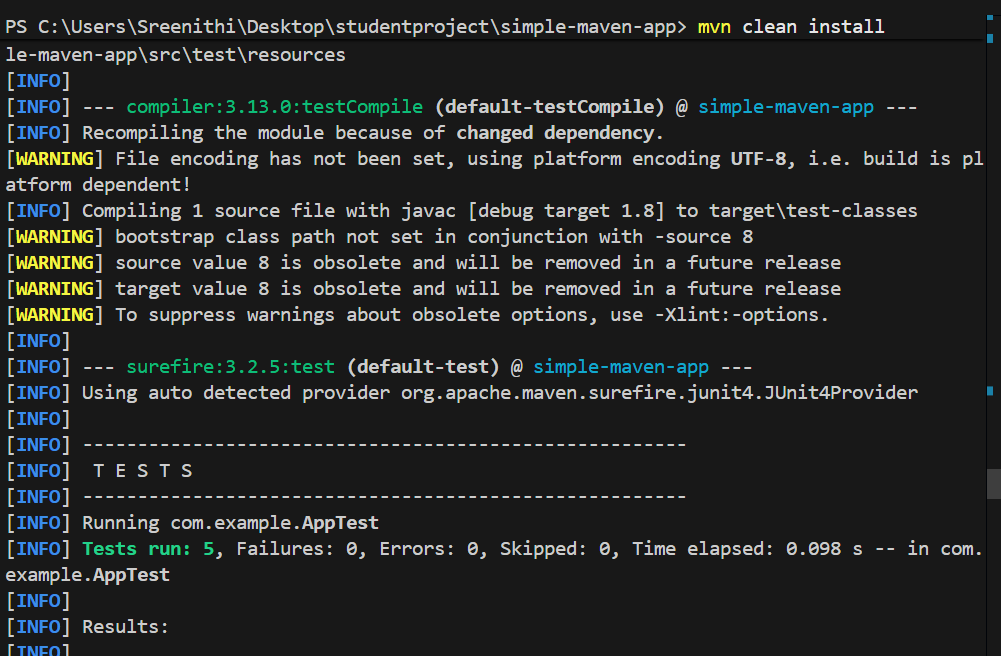 PS C:\Users\Sreenithi\Desktop\studentproject\simple-maven-app> mvn clean install
le-maven-app\src\test\resources
[INFO]
[INFO] --- compiler:3.13.0:testCompile (default-testCompile) @ simple-maven-app ---
[INFO] Recompiling the module because of changed dependency.
[WARNING] File encoding has not been set, using platform encoding UTF-8, i.e. build is pl
atform dependent!
[INFO] Compiling 1 source file with javac [debug target 1.8] to target\test-classes
[WARNING] bootstrap class path not set in conjunction with -source 8
[WARNING] source value 8 is obsolete and will be removed in a future release
[WARNING] target value 8 is obsolete and will be removed in a future release
[WARNING] To suppress warnings about obsolete options, use -Xlint:-options.
[INFO]
[INFO] --- surefire:3.2.5:test (default-test) @ simple-maven-app ---
[INFO] Using auto detected provider org.apache.maven.surefire.junit4.JUnit4Provider
[INFO]
[INFO] -------------------------------------------------------
[INFO]  T E S T S
[INFO] -------------------------------------------------------
[INFO] Running com.example.AppTest
[INFO] Tests run: 5, Failures: 0, Errors: 0, Skipped: 0, Time elapsed: 0.098 s -- in com.
example.AppTest
[INFO]
[INFO] Results:
[INFO]